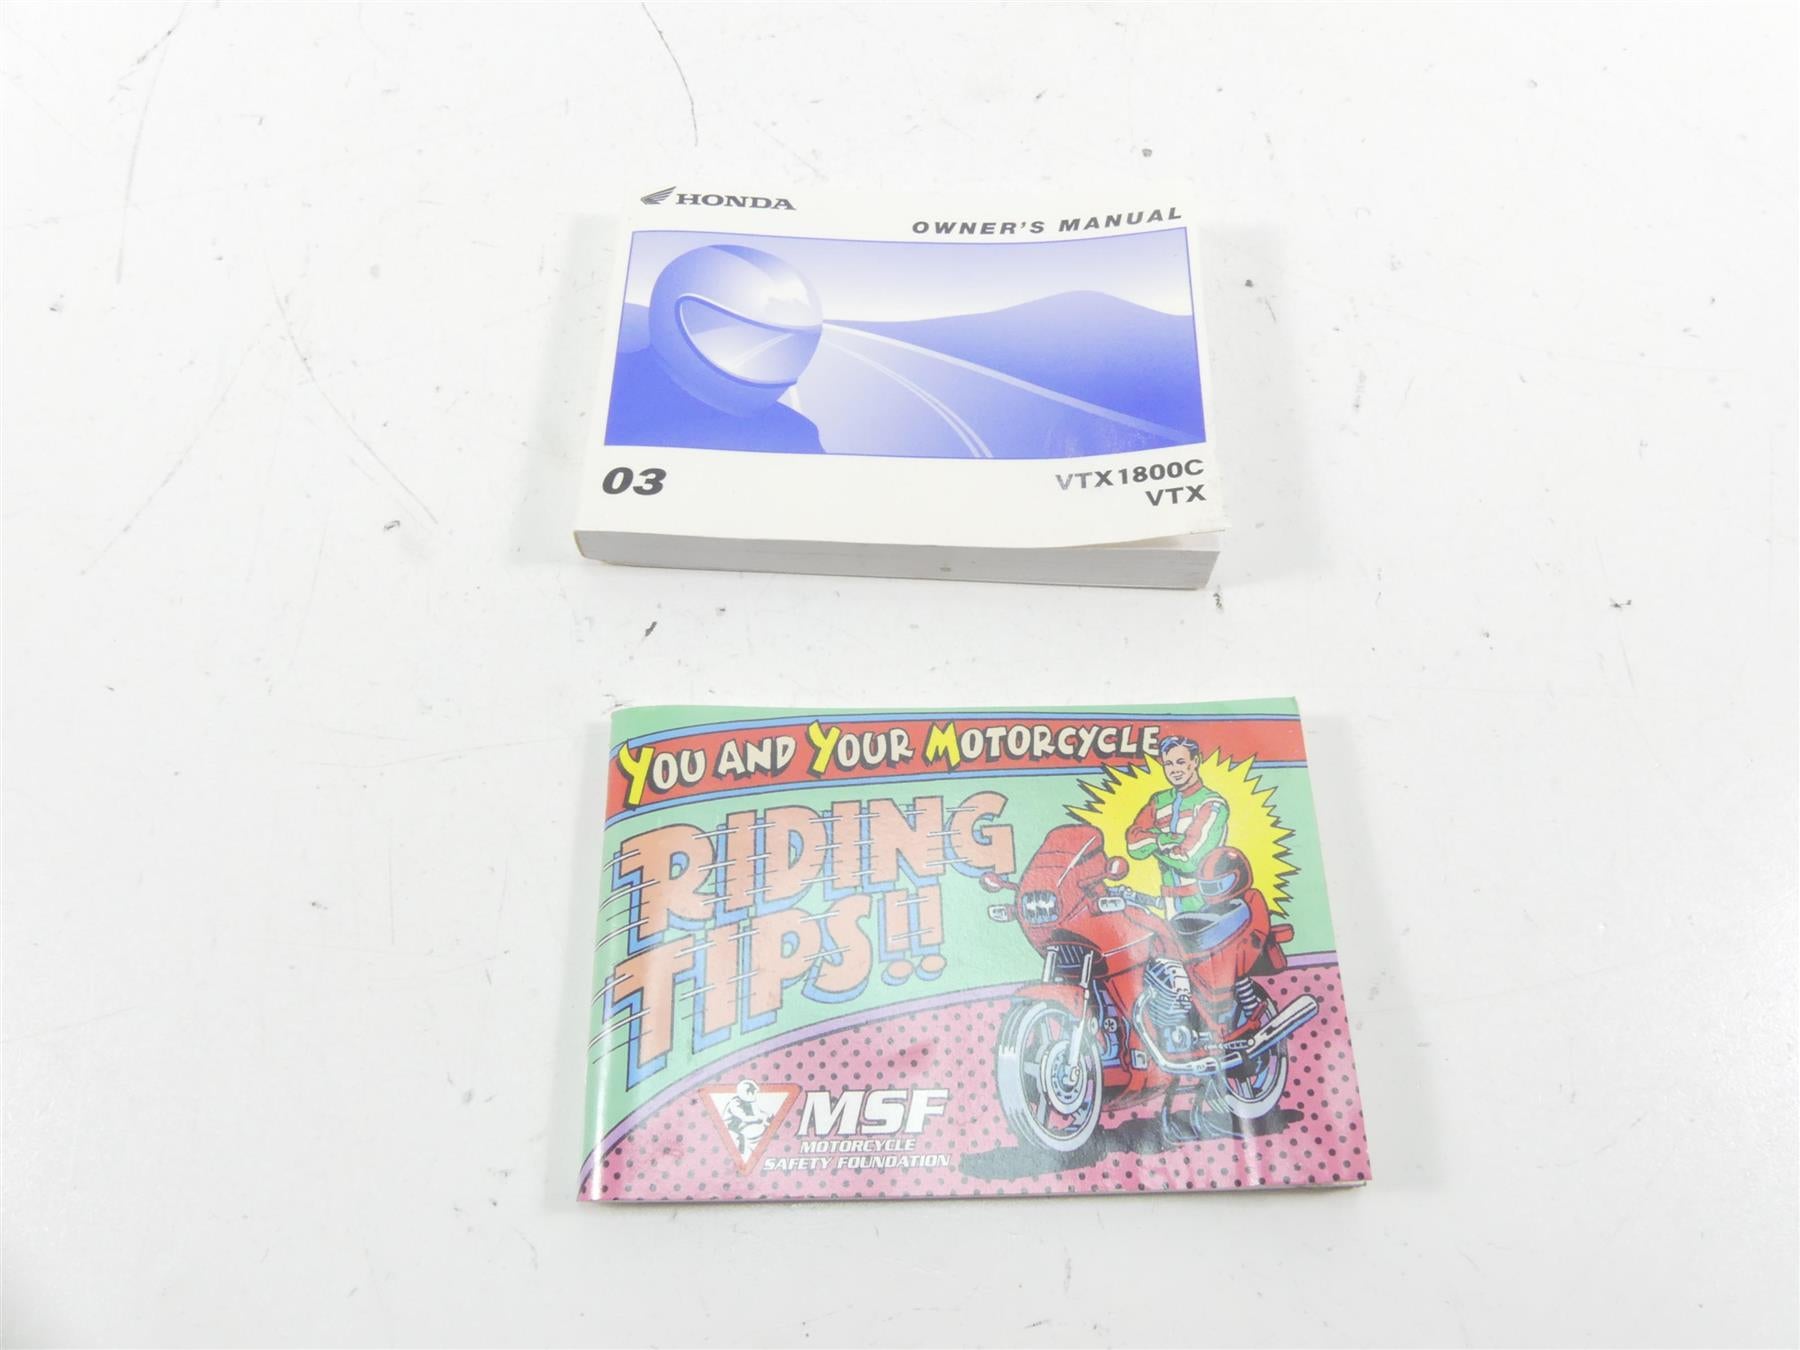 HONDA
OWNER'S MANUAL
03
VTX1800C
VTX
YOU AND YOUR MOTORCYCLE
RIDING
TIPS!!
MSF
MOTORCYCLE
SAFETY FOUNDATION